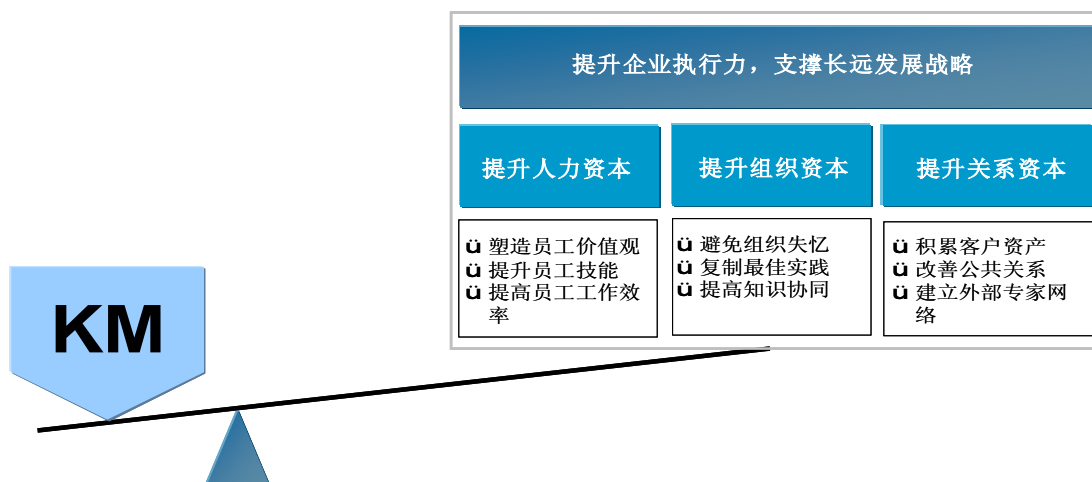 提升企业执行力，支撑长远发展战略
提升人力资本
提升组织资本
提升关系资本
ü 塑造员工价值观
ü 提升员工技能
ü 提高员工工作效
率
ü 避免组织失忆
ü 复制最佳实践
ü 提高知识协同
ü 积累客户资产
ü 改善公共关系
ü 建立外部专家网
络
KM